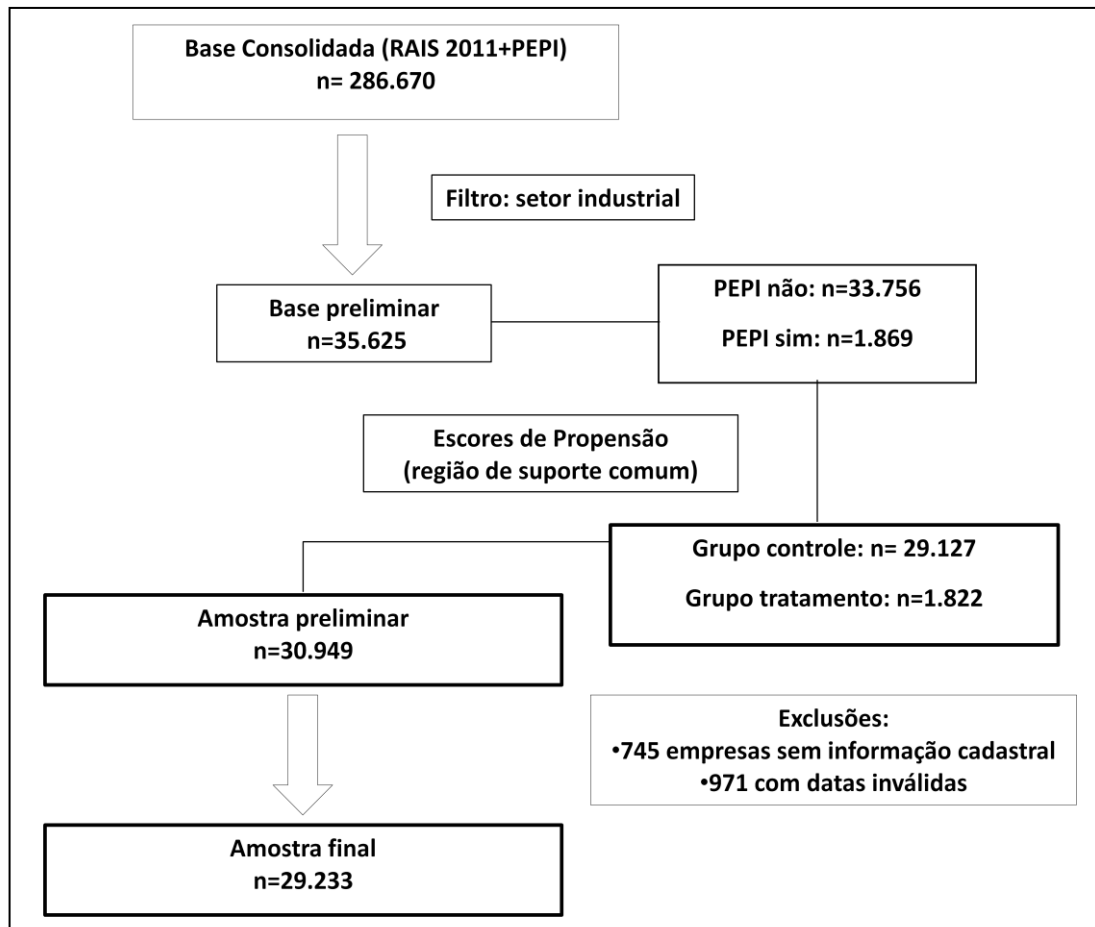 Base Consolidada (RAIS 2011+PEPI)
n= 286.670
Filtro: setor industrial
Base preliminar
n=35.625
PEPI não: n=33.756
PEPI sim: n=1.869
Escores de Propensão
(região de suporte comum)
Grupo controle: n= 29.127
Grupo tratamento: n=1.822
Amostra preliminar
n=30.949
Exclusões:
•745 empresas sem informação cadastral
•971 com datas inválidas
Amostra final
n=29.233